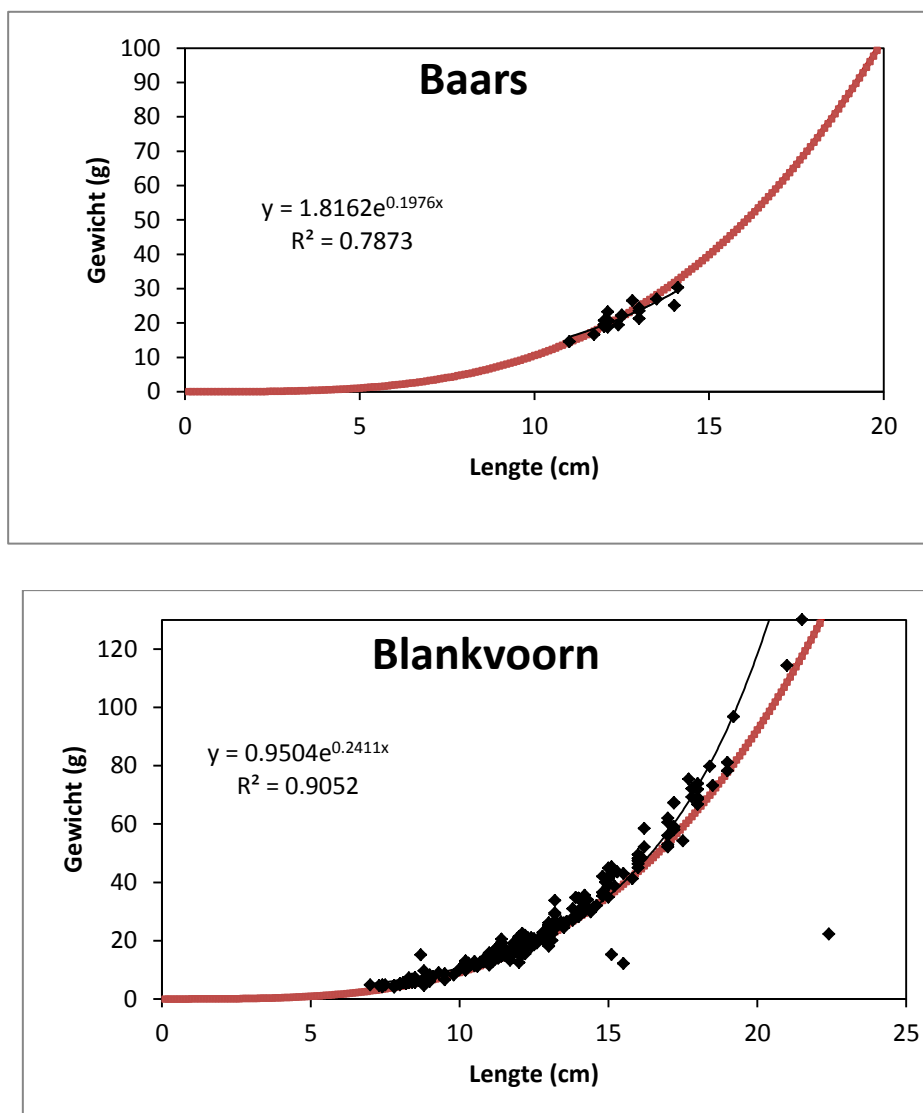 Baars
100
90
80
70
60
50
40
30
20
10
0
Gewicht (g)
y = 1.8162e^0.1976x
R² = 0.7873
0 5 10 15 20
Lengte (cm)
Blankvoorn
120
100
80
60
40
20
0
Gewicht (g)
y = 0.9504e^0.2411x
R² = 0.9052
0 5 10 15 20 25
Lengte (cm)